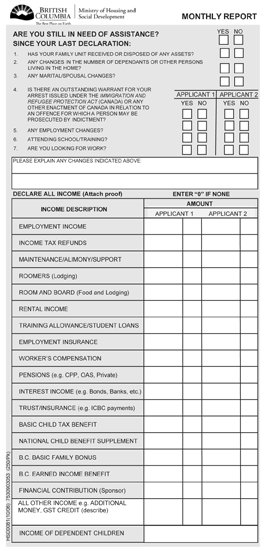 BRITISH COLUMBIA
The Best Place on Earth
Ministry of Housing and Social Development
MONTHLY REPORT
ARE YOU STILL IN NEED OF ASSISTANCE?
YES NO
SINCE YOUR LAST DECLARATION:
1. HAS YOUR FAMILY UNIT RECEIVED OR DISPOSED OF ANY ASSETS?
2. ANY CHANGES IN THE NUMBER OF DEPENDANTS OR OTHER PERSONS
LIVING IN THE HOME?
3. ANY MARITAL/SPOUSAL CHANGES?
4. IS THERE AN OUTSTANDING WARRANT FOR YOUR
ARREST ISSUED UNDER THE IMMIGRATION AND
REFUGEE PROTECTION ACT (CANADA) OR ANY
OTHER ENACTMENT OF CANADA IN RELATION TO
AN OFFENCE FOR WHICH A PERSON MAY BE
PROSECUTED BY INDICTMENT?
APPLICANT 1 APPLICANT 2
YES NO YES NO
5. ANY EMPLOYMENT CHANGES?
6. ATTENDING SCHOOL/TRAINING?
7. ARE YOU LOOKING FOR WORK?
PLEASE EXPLAIN ANY CHANGES INDICATED ABOVE:
DECLARE ALL INCOME (Attach proof) ENTER "0" IF NONE
INCOME DESCRIPTION
AMOUNT
APPLICANT 1 APPLICANT 2
EMPLOYMENT INCOME
INCOME TAX REFUNDS
MAINTENANCE/ALIMONY/SUPPORT
ROOMERS (Lodging)
ROOM AND BOARD (Food and Lodging)
RENTAL INCOME
TRAINING ALLOWANCE/STUDENT LOANS
EMPLOYMENT INSURANCE
WORKER'S COMPENSATION
PENSIONS (e.g. CPP, OAS, Private)
INTEREST INCOME (e.g. Bonds, Banks, etc.)
TRUST/INSURANCE (e.g. ICBC payments)
BASIC CHILD TAX BENEFIT
NATIONAL CHILD BENEFIT SUPPLEMENT
B.C. BASIC FAMILY BONUS
B.C. EARNED INCOME BENEFIT
FINANCIAL CONTRIBUTION (Sponsor)
ALL OTHER INCOME e.g. ADDITIONAL
MONEY, GST CREDIT (describe)
INCOME OF DEPENDENT CHILDREN